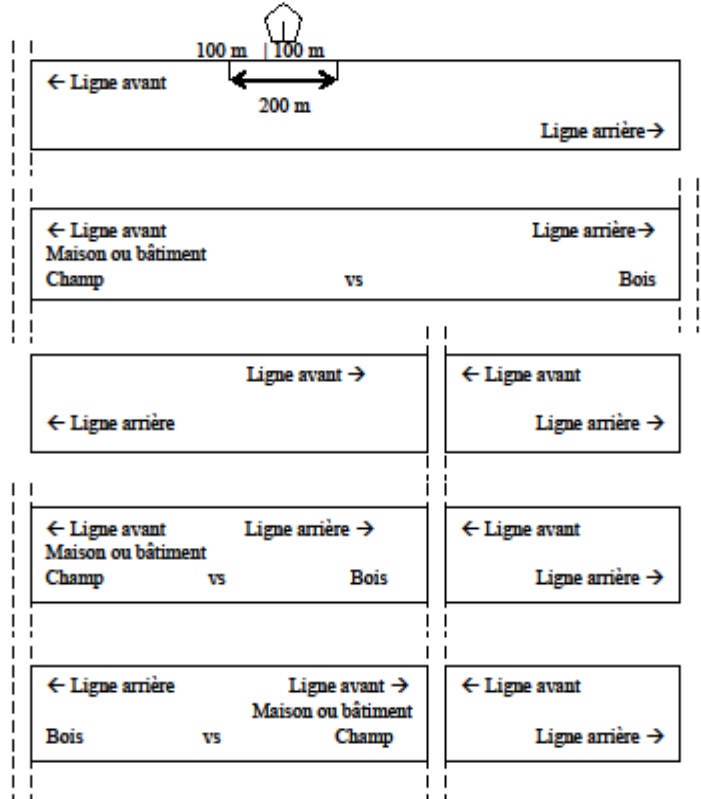 100 m | 100 m
← Ligne avant
200 m
Ligne arrière→
← Ligne avant Ligne arrière→
Maison ou bâtiment
Champ vs Bois
Ligne avant →
← Ligne arrière
← Ligne avant
Ligne arrière →
← Ligne avant Ligne arrière →
Maison ou bâtiment
Champ vs Bois
← Ligne avant
Ligne arrière →
← Ligne arrière Ligne avant →
Maison ou bâtiment
Bois vs Champ
← Ligne avant
Ligne arrière →